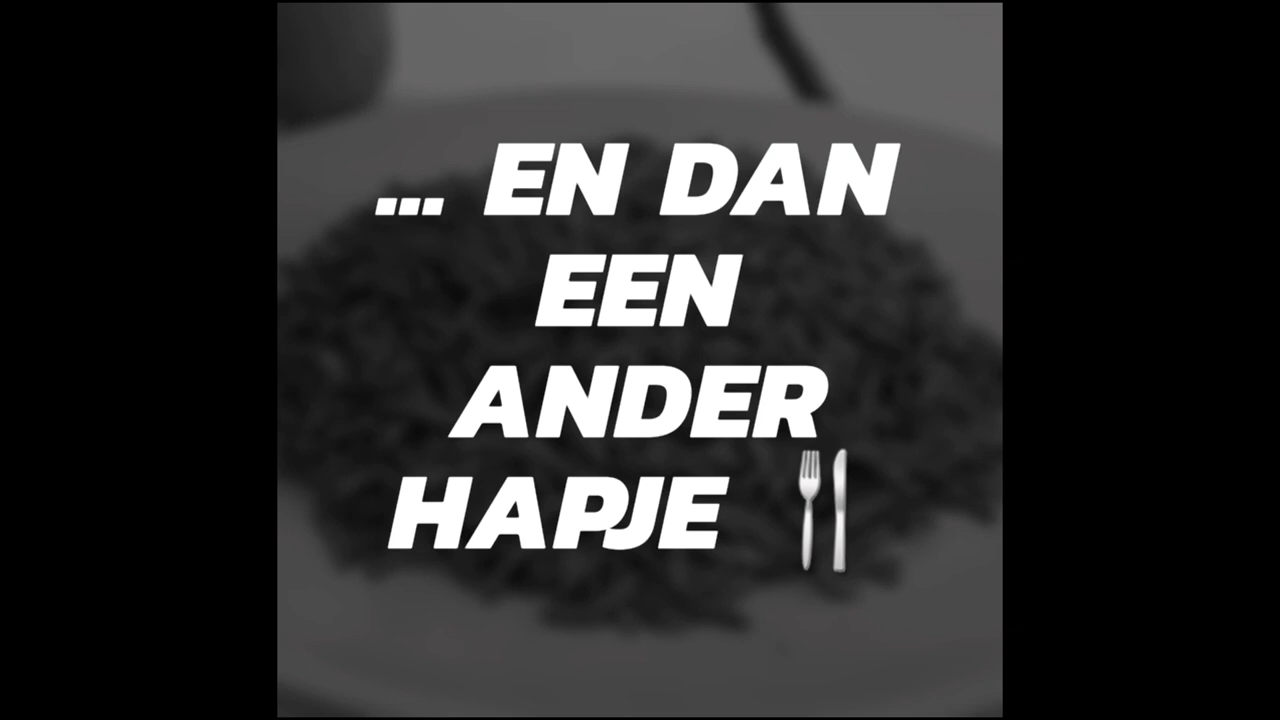 ... EN DAN
EEN
ANDER
HAPJE 🍴